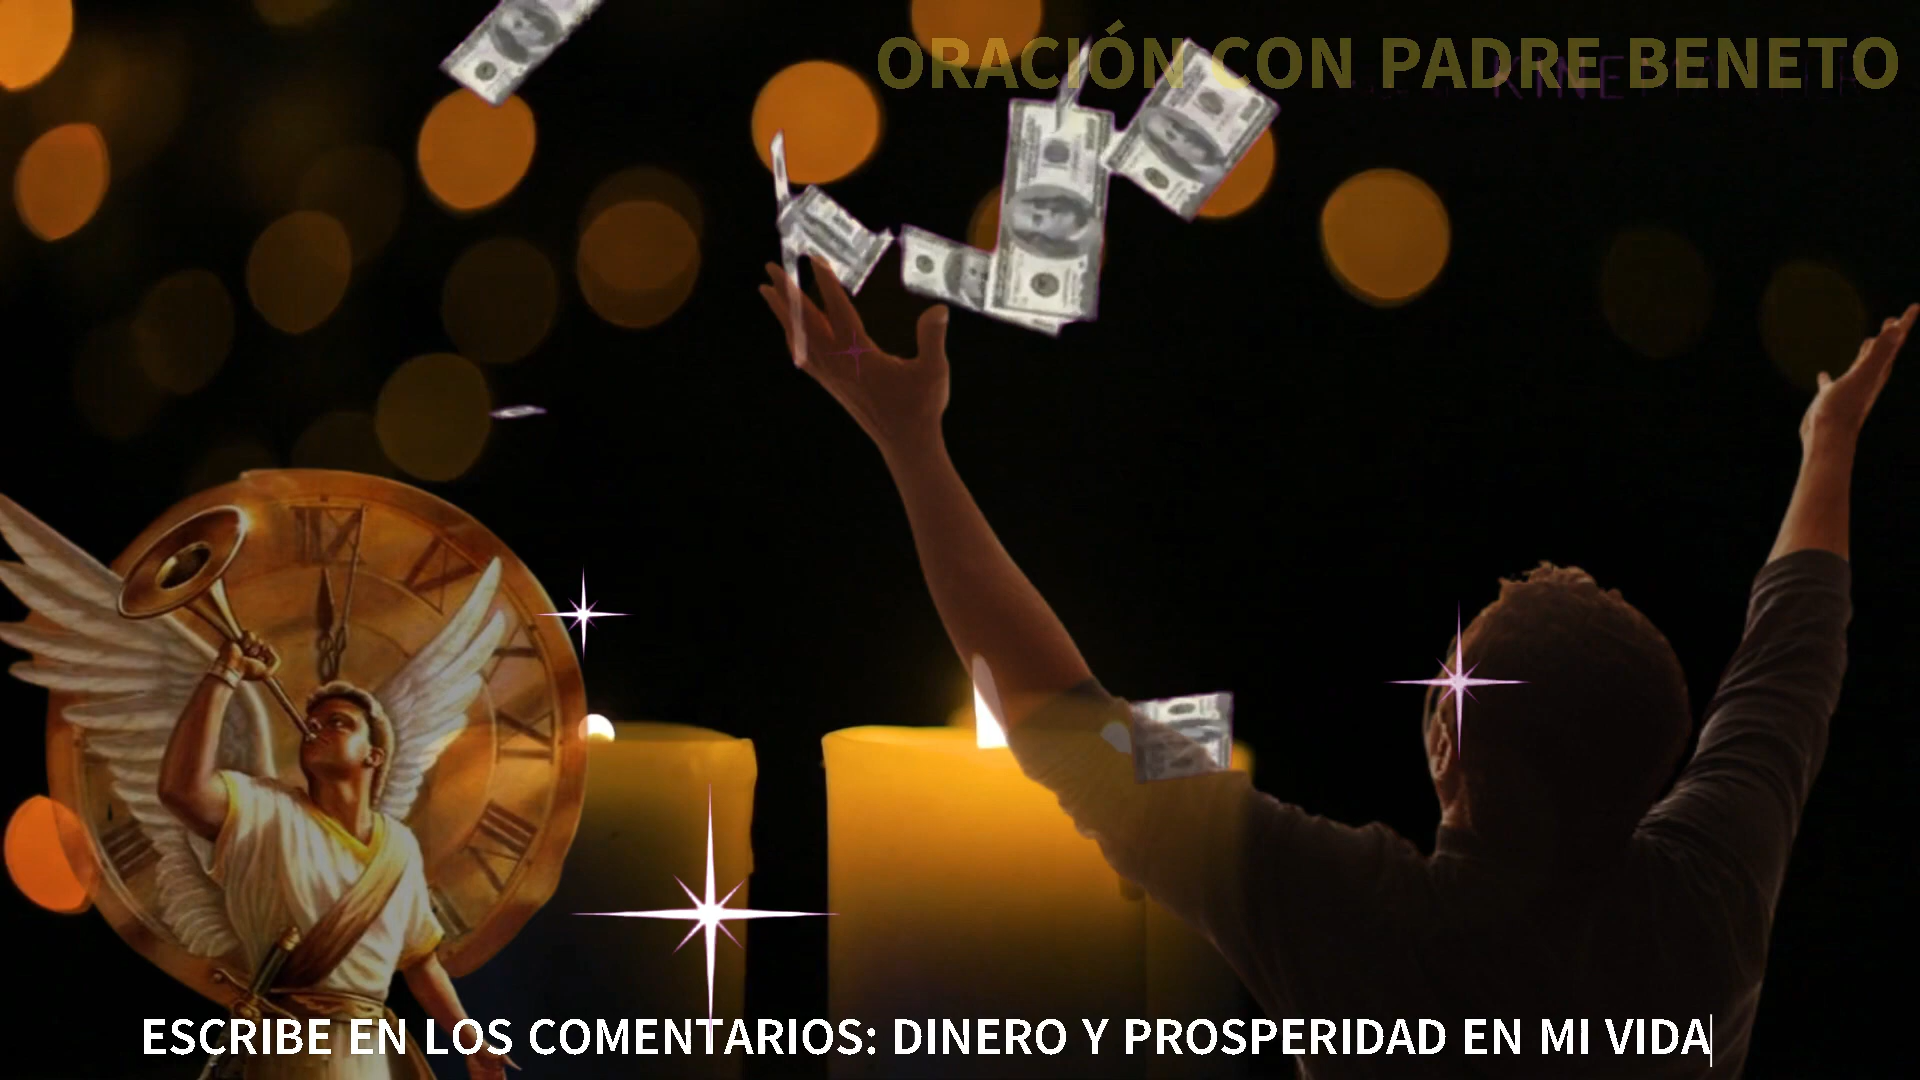 ORACIÓN CON PADRE BENETO
ESCRIBE EN LOS COMENTARIOS: DINERO Y PROSPERIDAD EN MI VIDA